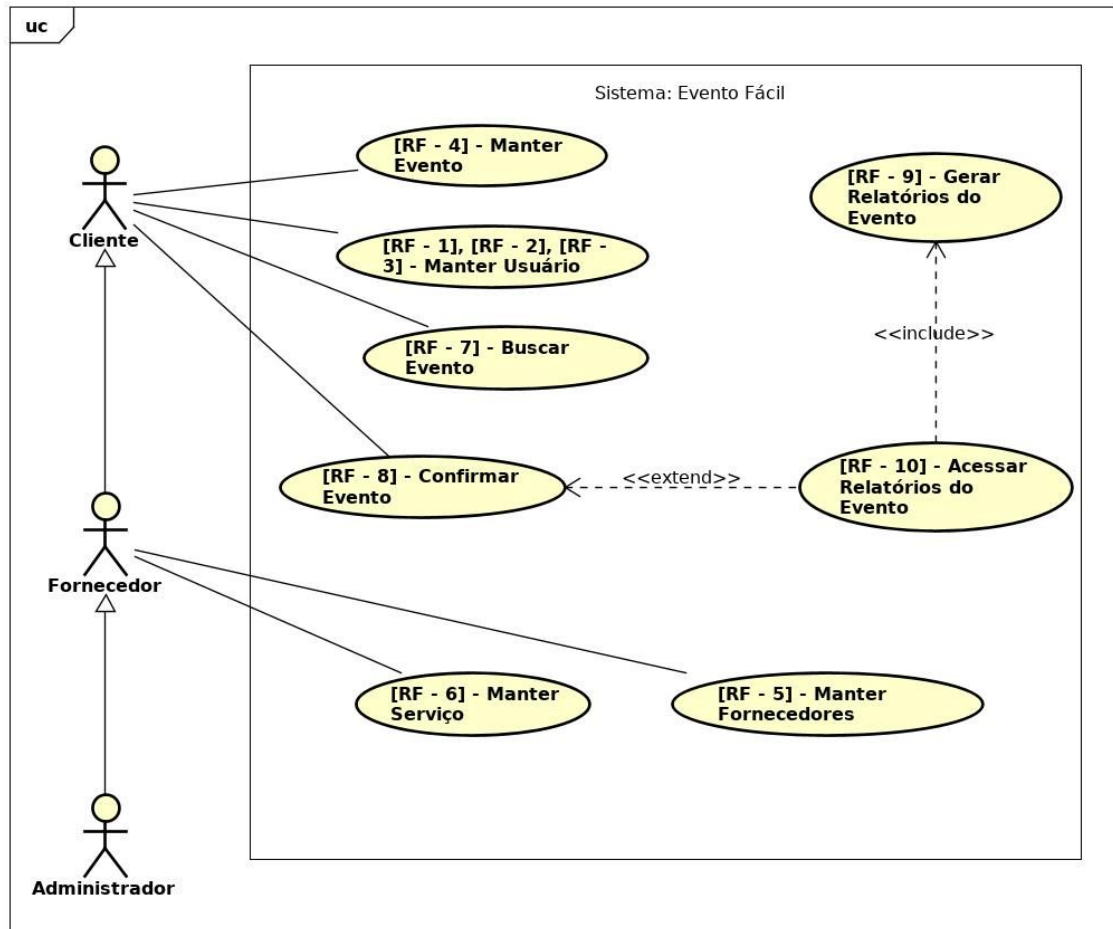 uc
Sistema: Evento Fácil
[RF - 4] - Manter
Evento
[RF - 9] - Gerar
Relatórios do
Evento
Cliente
[RF - 1], [RF - 2], [RF -
3] - Manter Usuário
<<include>>
[RF - 7] - Buscar
Evento
[RF - 8] - Confirmar
Evento
<<extend>>
[RF - 10] - Acessar
Relatórios do
Evento
Fornecedor
[RF - 6] - Manter
Serviço
[RF - 5] - Manter
Fornecedores
Administrador